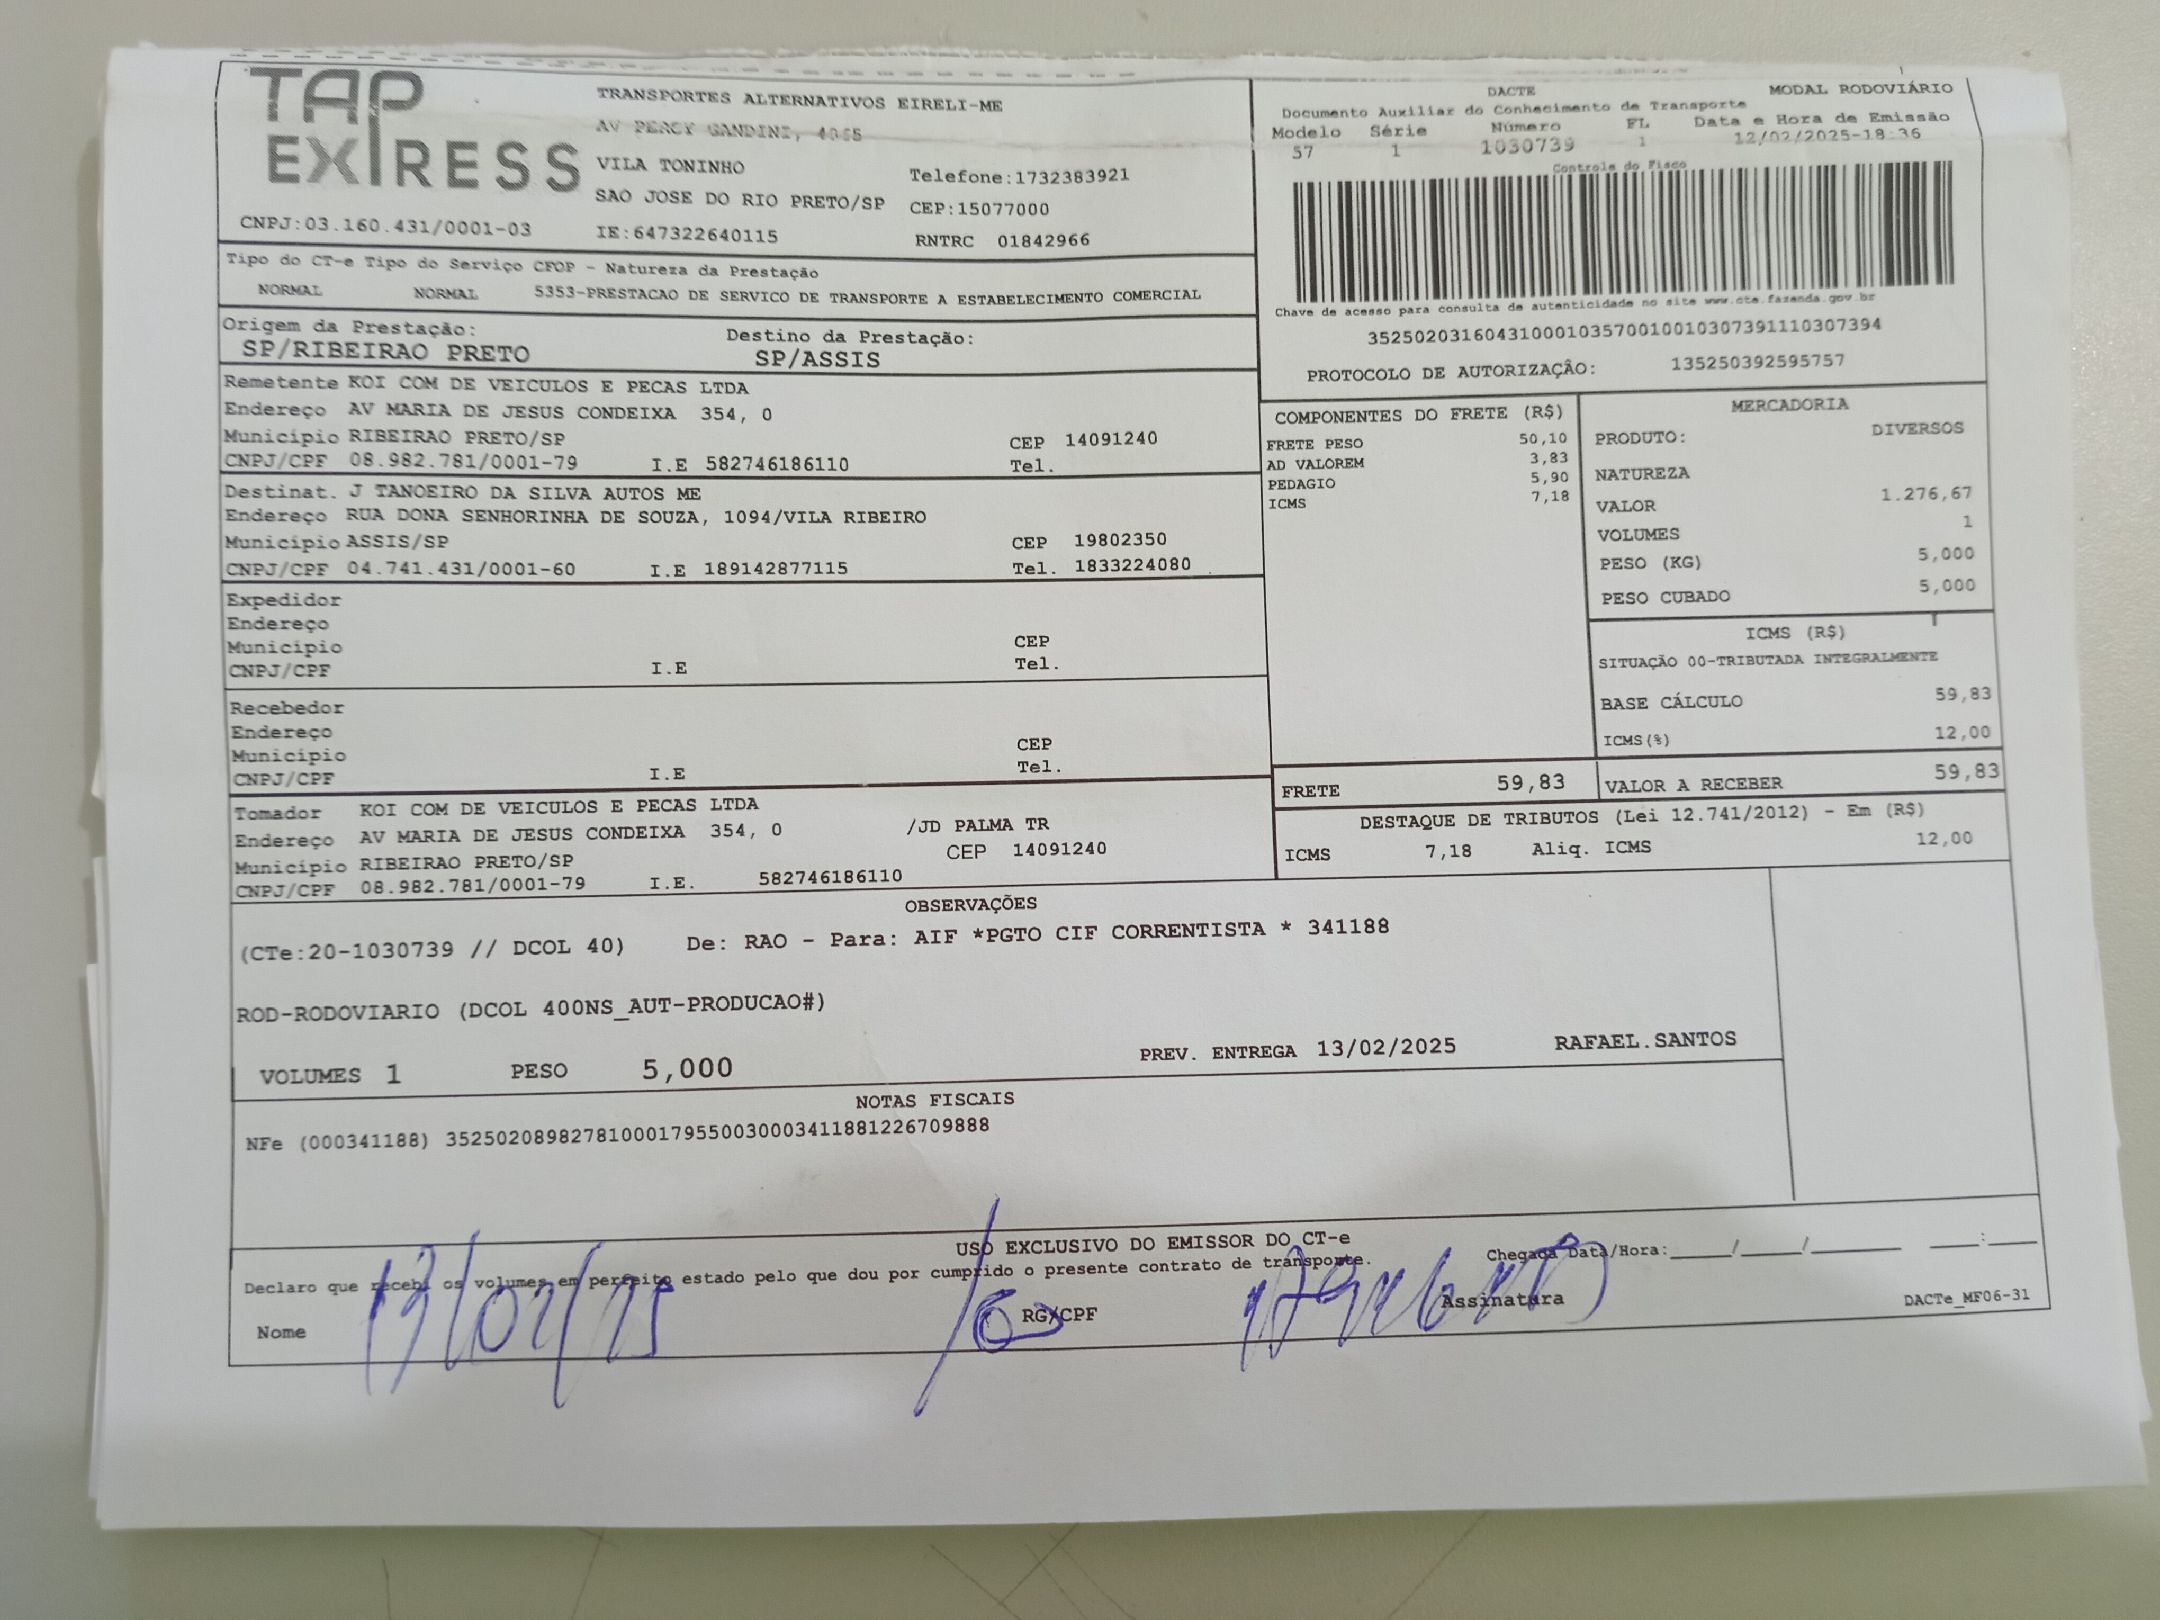 TAP
EXPRESS
TRANSPORTES ALTERNATIVOS EIRELI-ME
AV PERCY GANDINI, 4065
VILA TONINHO
Telefone:1732383921
SAO JOSE DO RIO PRETO/SP CEP:15077000
CNPJ:03.160.431/0001-03 IE:647322640115 RNTRC 01842966
DACTE MODAL RODOVIÁRIO
Documento Auxiliar do Conhecimento de Transporte
Modelo Série Número FL Data e Hora de Emissão
57 1 1030739 1 12/02/2025-18:36
Controle do Fisco
Chave de acesso para consulta de autenticidade no site www.cte.fazenda.gov.br
35250203160431000103570010010307391110307394
PROTOCOLO DE AUTORIZAÇÂO: 135250392595757
Tipo do CT-e Tipo do Serviço CFOP - Natureza da Prestação
NORMAL NORMAL 5353-PRESTACAO DE SERVICO DE TRANSPORTE A ESTABELECIMENTO COMERCIAL
Origem da Prestação: Destino da Prestação:
SP/RIBEIRAO PRETO SP/ASSIS
Remetente KOI COM DE VEICULOS E PECAS LTDA
Endereço AV MARIA DE JESUS CONDEIXA 354, 0
Município RIBEIRAO PRETO/SP CEP 14091240
CNPJ/CPF 08.982.781/0001-79 I.E 582746186110 Tel.
Destinat. J TANOEIRO DA SILVA AUTOS ME
Endereço RUA DONA SENHORINHA DE SOUZA, 1094/VILA RIBEIRO
Município ASSIS/SP CEP 19802350
CNPJ/CPF 04.741.431/0001-60 I.E 189142877115 Tel. 1833224080
Expedidor
Endereço
Município CEP
CNPJ/CPF I.E Tel.
Recebedor
Endereço
Município CEP
CNPJ/CPF I.E Tel.
Tomador KOI COM DE VEICULOS E PECAS LTDA
Endereço AV MARIA DE JESUS CONDEIXA 354, 0 /JD PALMA TR
Município RIBEIRAO PRETO/SP CEP 14091240
CNPJ/CPF 08.982.781/0001-79 I.E. 582746186110
COMPONENTES DO FRETE (R$)
FRETE PESO 50,10
AD VALOREM 3,83
PEDAGIO 5,90
ICMS 7,18
MERCADORIA
PRODUTO: DIVERSOS
NATUREZA
VALOR 1.276,67
VOLUMES 1
PESO (KG) 5,000
PESO CUBADO 5,000
ICMS (R$)
SITUAÇÃO 00-TRIBUTADA INTEGRALMENTE
BASE CÁLCULO 59,83
ICMS(%) 12,00
FRETE 59,83 VALOR A RECEBER 59,83
DESTAQUE DE TRIBUTOS (Lei 12.741/2012) - Em (R$)
ICMS 7,18 Aliq. ICMS 12,00
OBSERVAÇÕES
(CTe:20-1030739 // DCOL 40) De: RAO - Para: AIF *PGTO CIF CORRENTISTA * 341188
ROD-RODOVIARIO (DCOL 400NS_AUT-PRODUCAO#)
VOLUMES 1 PESO 5,000 PREV. ENTREGA 13/02/2025 RAFAEL.SANTOS
NOTAS FISCAIS
NFe (000341188) 35250208982781000179550030003411881226709888
USO EXCLUSIVO DO EMISSOR DO CT-e
Declaro que recebi os volumes em perfeito estado pelo que dou por cumprido o presente contrato de transporte.
Chegada Data/Hora:____/____/______ ____:____
Nome 13/02/25 RG/CPF Assinatura
DACTe_MF06-31